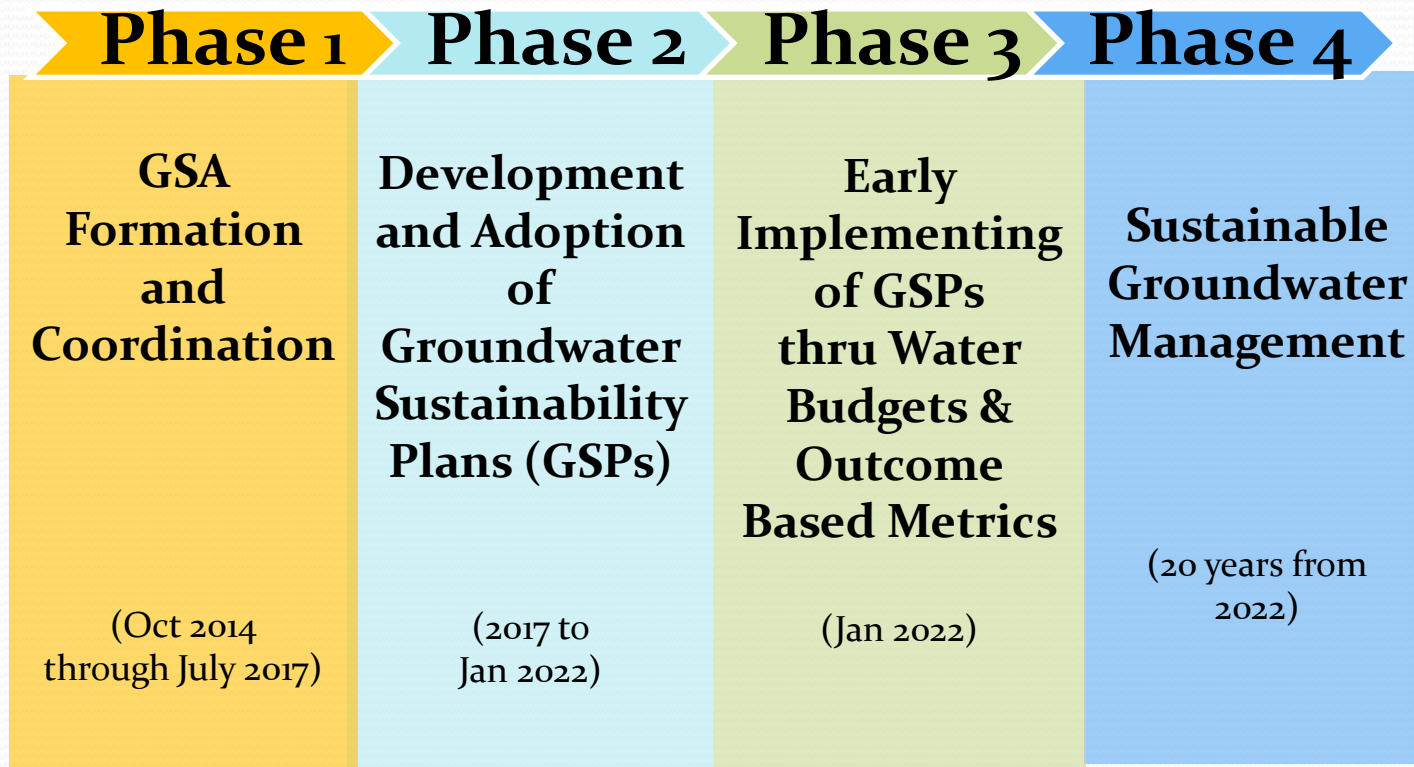 Phase 1
Phase 2
Phase 3
Phase 4
GSA
Formation
and
Coordination
(Oct 2014
through July 2017)
Development
and Adoption
of
Groundwater
Sustainability
Plans (GSPs)
(2017 to
Jan 2022)
Early
Implementing
of GSPs
thru Water
Budgets &
Outcome
Based Metrics
(Jan 2022)
Sustainable
Groundwater
Management
(20 years from
2022)